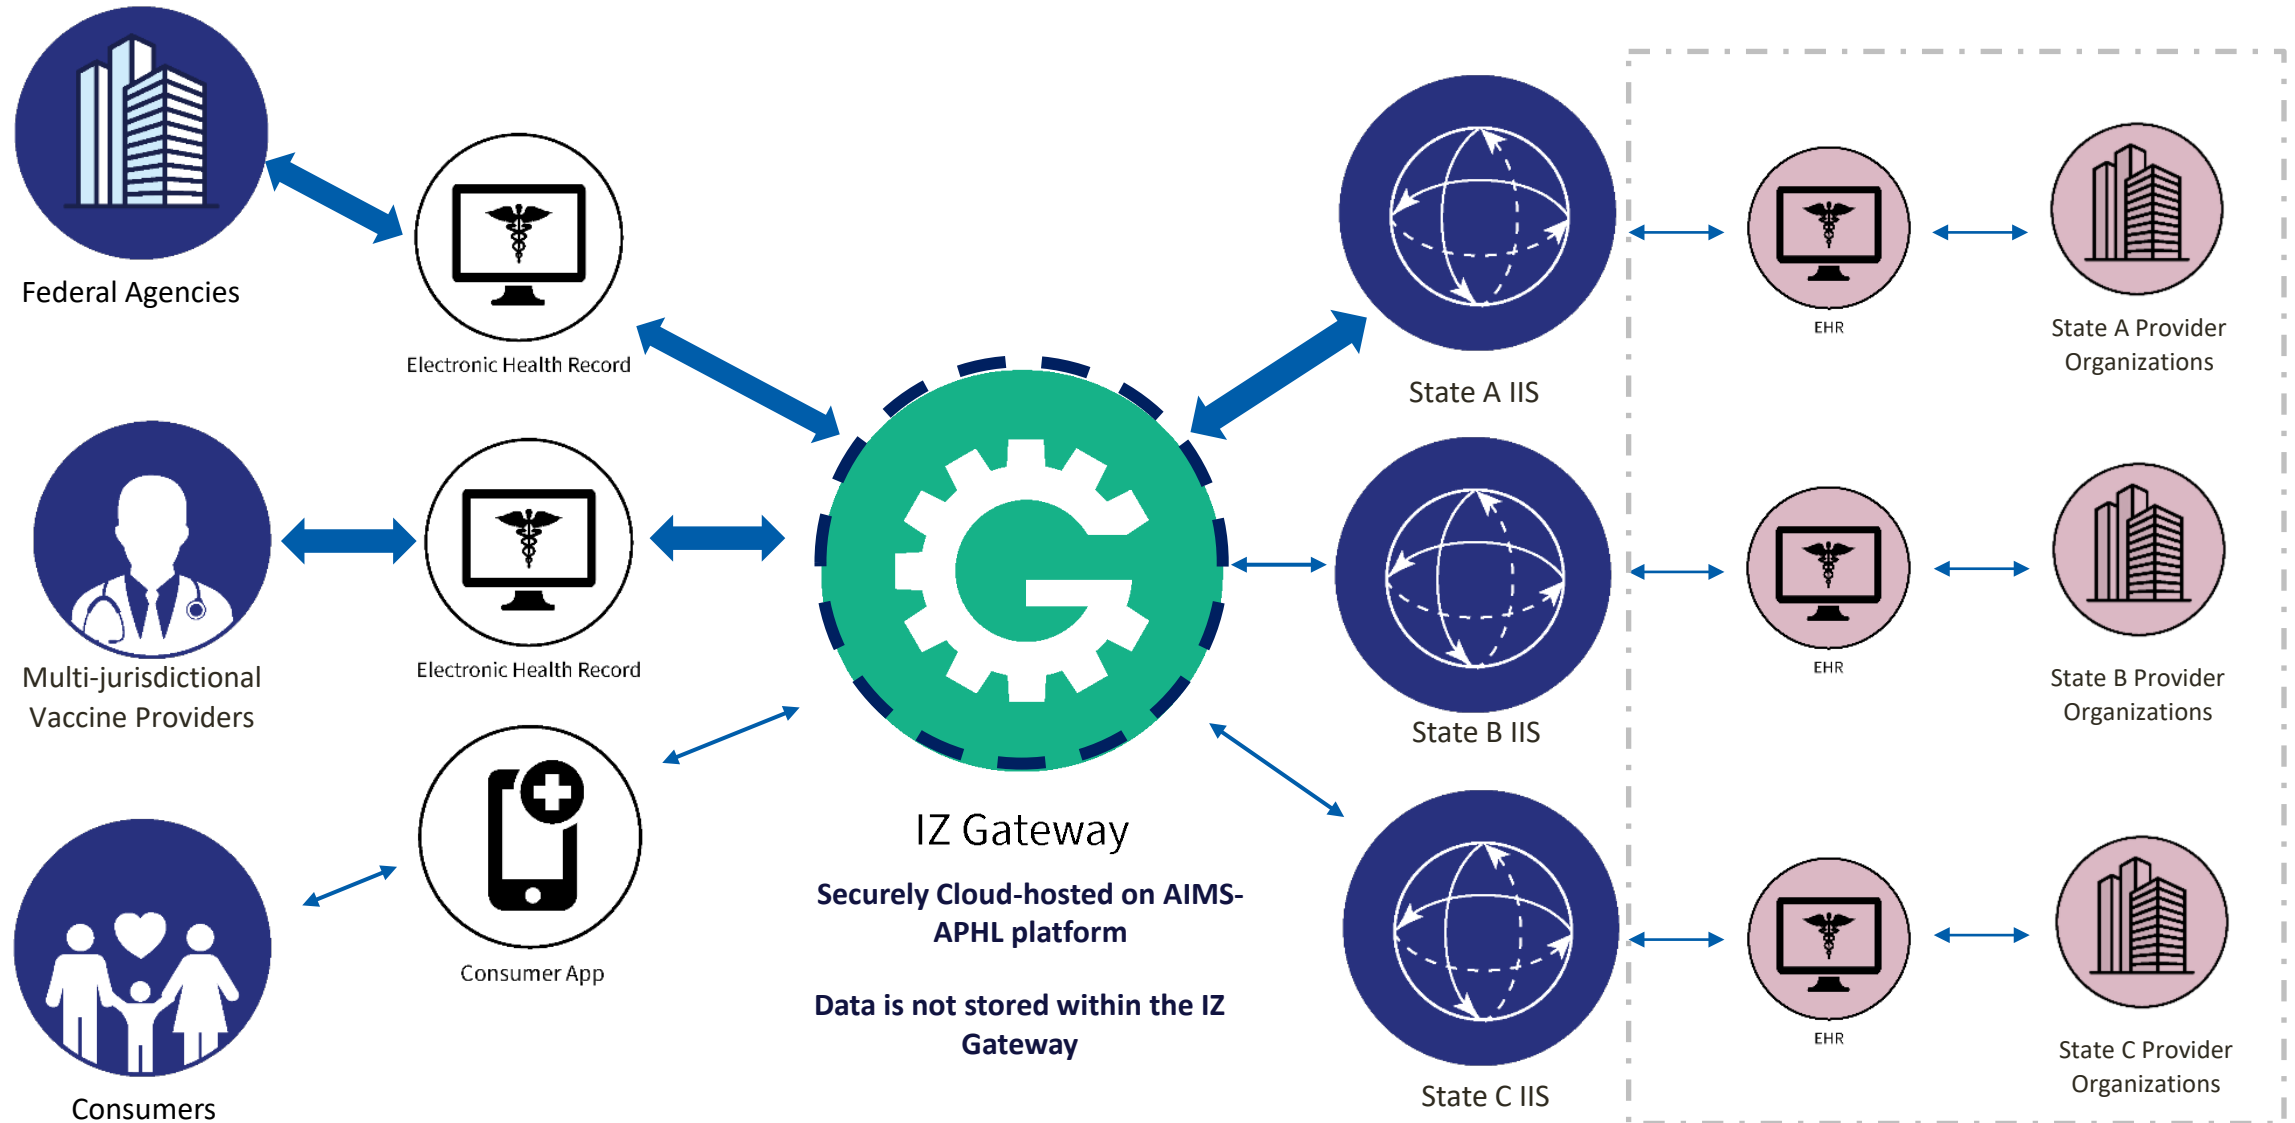 Federal Agencies
Electronic Health Record
Multi-jurisdictional
Vaccine Providers
Electronic Health Record
Consumers
Consumer App
IZ Gateway
Securely Cloud-hosted on AIMS-
APHL platform
Data is not stored within the IZ
Gateway
State A IIS
EHR
State A Provider
Organizations
State B IIS
EHR
State B Provider
Organizations
State C IIS
EHR
State C Provider
Organizations